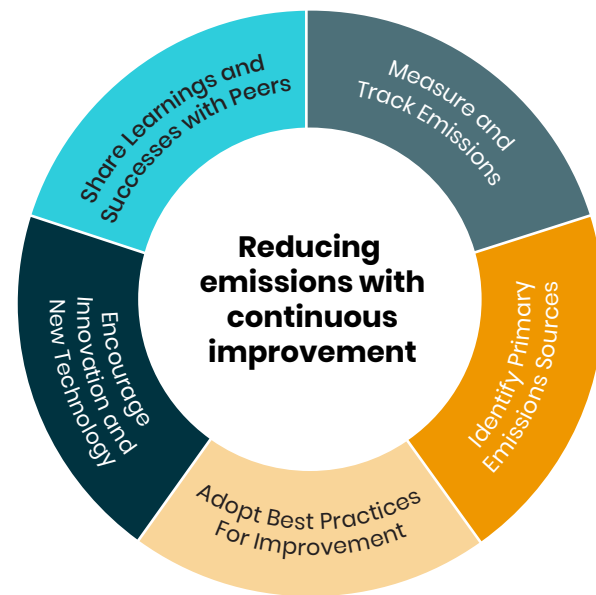 Reducing
emissions with
continuous
improvement
Measure and
Track Emissions
Identify Primary
Emissions Sources
Adopt Best Practices
For Improvement
Encourage
Innovation and
New Technology
Share Learnings and
Successes with Peers